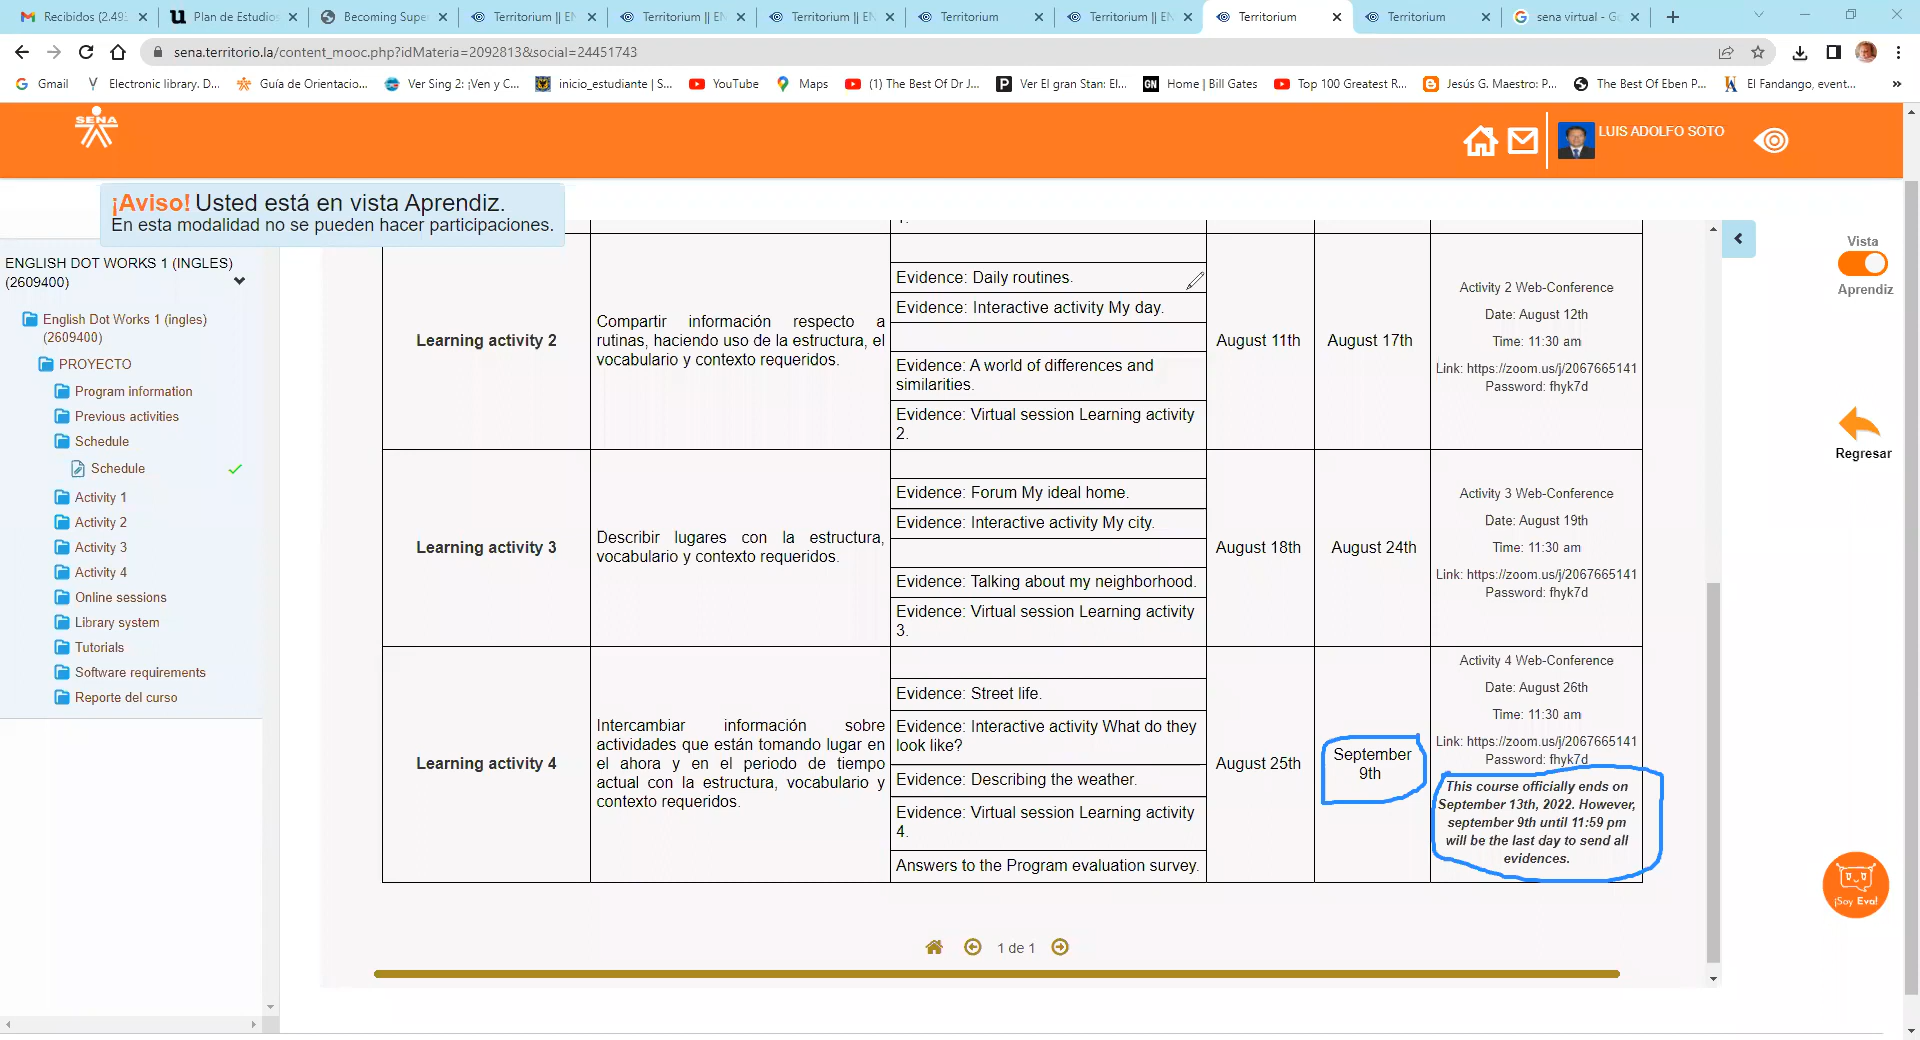 Recibidos (2.493
Plan de Estudios
Becoming Supe
Territorium || EN
Territorium || EN
Territorium || EN
Territorium
Territorium || EN
Territorium
Territorium
sena virtual - Go
sena.territorio.la/content_mooc.php?idMateria=2092813&social=24451743
Gmail
Electronic library. D...
Guía de Orientacio...
Ver Sing 2: ¡Ven y C...
inicio_estudiante | S...
YouTube
Maps
(1) The Best Of Dr J...
Ver El gran Stan: El...
Home | Bill Gates
Top 100 Greatest R...
Jesús G. Maestro: P...
The Best Of Eben P...
El Fandango, event...
SENA
LUIS ADOLFO SOTO
¡Aviso! Usted está en vista Aprendiz.
En esta modalidad no se pueden hacer participaciones.
ENGLISH DOT WORKS 1 (INGLES)
(2609400)
English Dot Works 1 (ingles)
(2609400)
PROYECTO
Program information
Previous activities
Schedule
Schedule
Activity 1
Activity 2
Activity 3
Activity 4
Online sessions
Library system
Tutorials
Software requirements
Reporte del curso
Learning activity 2
Compartir información respecto a
rutinas, haciendo uso de la estructura, el
vocabulario y contexto requeridos.
Evidence: Daily routines.
Evidence: Interactive activity My day.
Evidence: A world of differences and
similarities.
Evidence: Virtual session Learning activity
2.
August 11th
August 17th
Activity 2 Web-Conference
Date: August 12th
Time: 11:30 am
Link: https://zoom.us/j/2067665141
Password: fhyk7d
Learning activity 3
Describir lugares con la estructura,
vocabulario y contexto requeridos.
Evidence: Forum My ideal home.
Evidence: Interactive activity My city.
Evidence: Talking about my neighborhood.
Evidence: Virtual session Learning activity
3.
August 18th
August 24th
Activity 3 Web-Conference
Date: August 19th
Time: 11:30 am
Link: https://zoom.us/j/2067665141
Password: fhyk7d
Learning activity 4
Intercambiar información sobre
actividades que están tomando lugar en
el ahora y en el periodo de tiempo
actual con la estructura, vocabulario y
contexto requeridos.
Evidence: Street life.
Evidence: Interactive activity What do they
look like?
Evidence: Describing the weather.
Evidence: Virtual session Learning activity
4.
Answers to the Program evaluation survey.
August 25th
September
9th
Activity 4 Web-Conference
Date: August 26th
Time: 11:30 am
Link: https://zoom.us/j/2067665141
Password: fhyk7d
This course officially ends on
September 13th, 2022. However,
september 9th until 11:59 pm
will be the last day to send all
evidences.
1 de 1
Vista
Aprendiz
Regresar
¡Soy Eva!